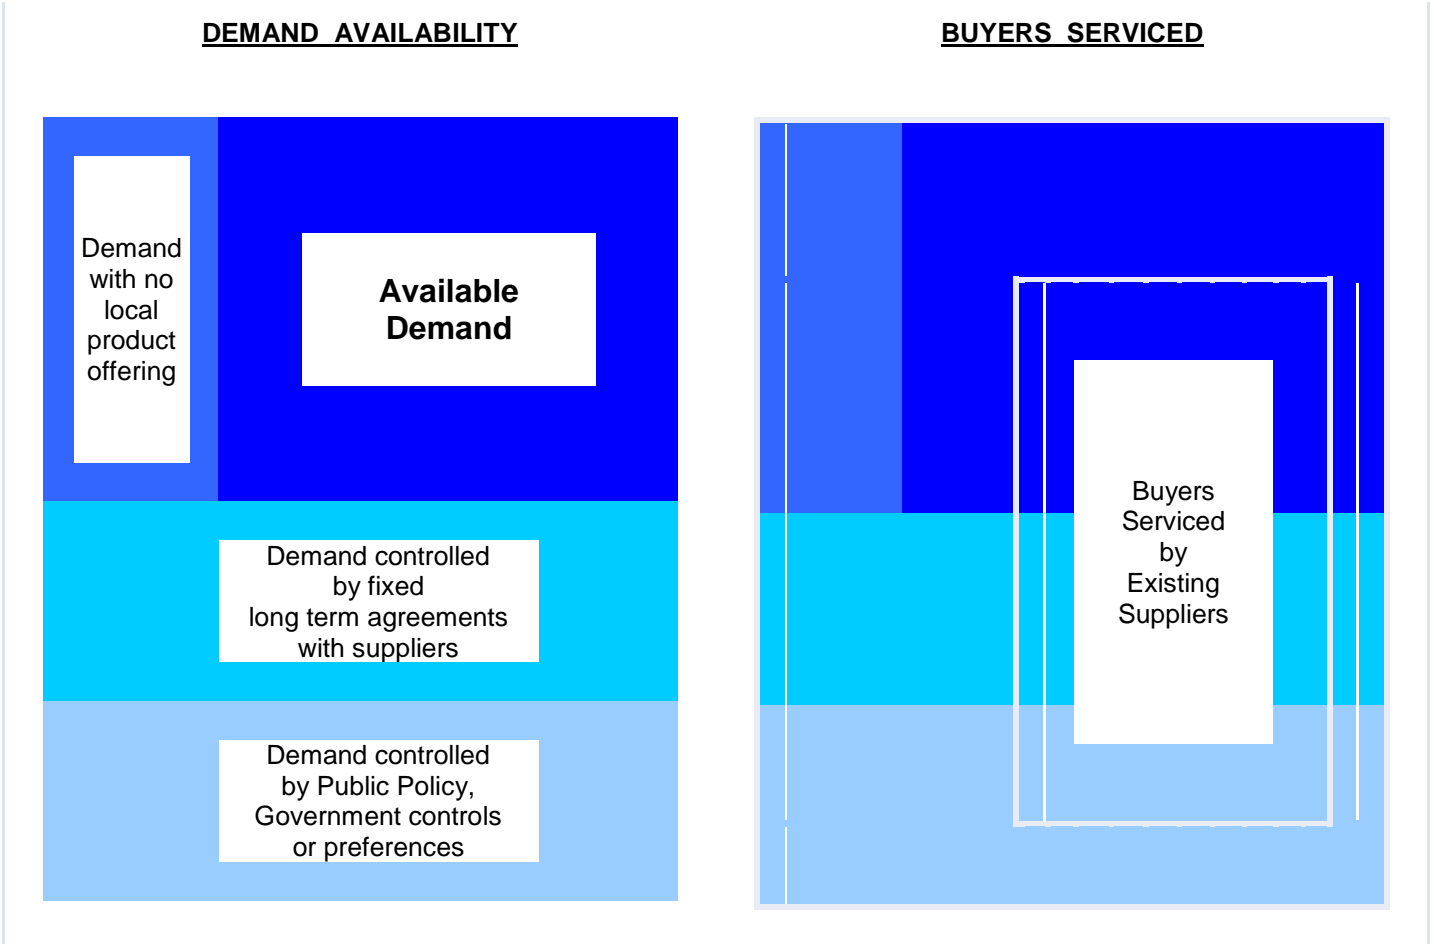 DEMAND AVAILABILITY
BUYERS SERVICED
Demand
with no
local
product
offering
Available
Demand
Demand controlled
by fixed
long term agreements
with suppliers
Demand controlled
by Public Policy,
Government controls
or preferences
Buyers
Serviced
by
Existing
Suppliers